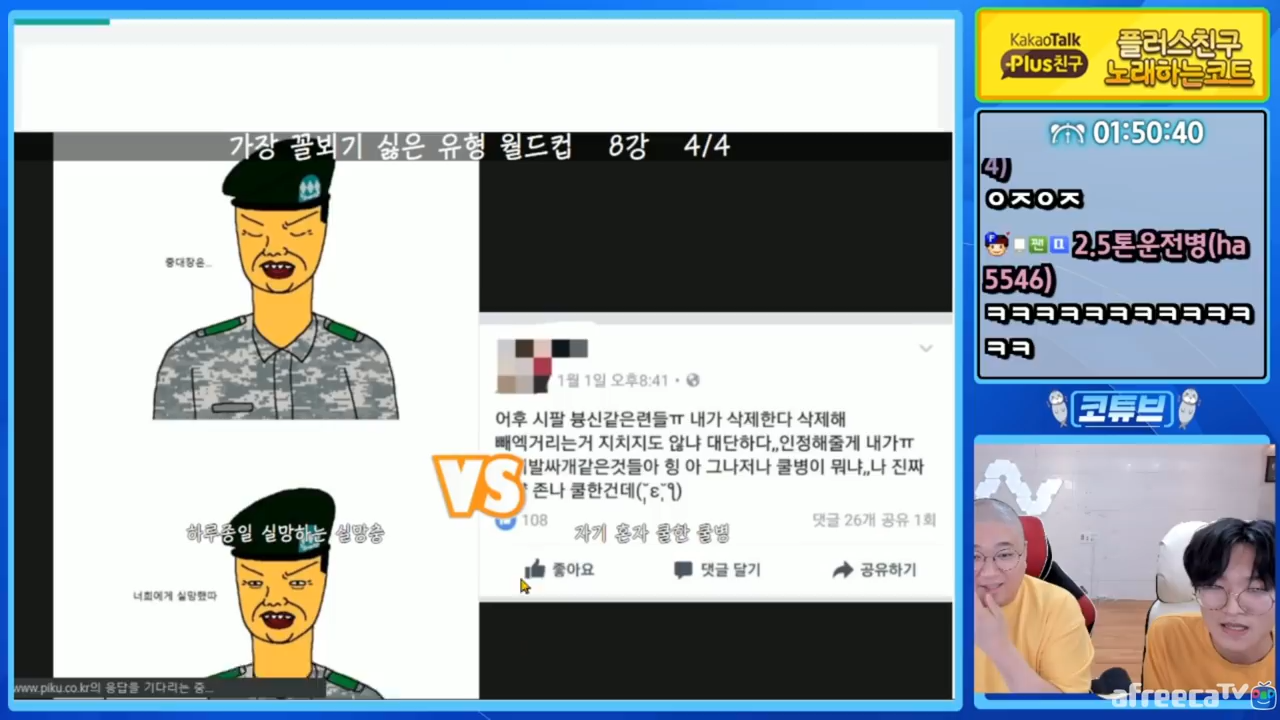 가장 꼴뵈기 싫은 유형 월드컵 8강 4/4
중대장은...
하루종일 실망하는 실망충
너희에게 실망했따
VS
1월 1일 오후8:41
어후 시팔 븅신같은련들ㅠ 내가 삭제한다 삭제해
빼엑거리는거 지치지도 않냐 대단하다,,인정해줄게 내가ㅠ
발싸개같은것들아 힝 아 그나저나 쿨병이 뭐냐,,나 진짜
존나 쿨한건데(˘ε˘ƪ)
108
댓글 26개 공유 1회
자기 혼자 쿨한 쿨병
좋아요
댓글 달기
공유하기
www.piku.co.kr의 응답을 기다리는 중...
KakaoTalk
Plus친구
플러스친구
노래하는코트
01:50:40
4)
ㅇㅈㅇㅈ
팬
2.5톤운전병(ha
5546)
ㅋㅋㅋㅋㅋㅋㅋㅋㅋㅋㅋ
ㅋㅋ
코튜브
afreecaTV